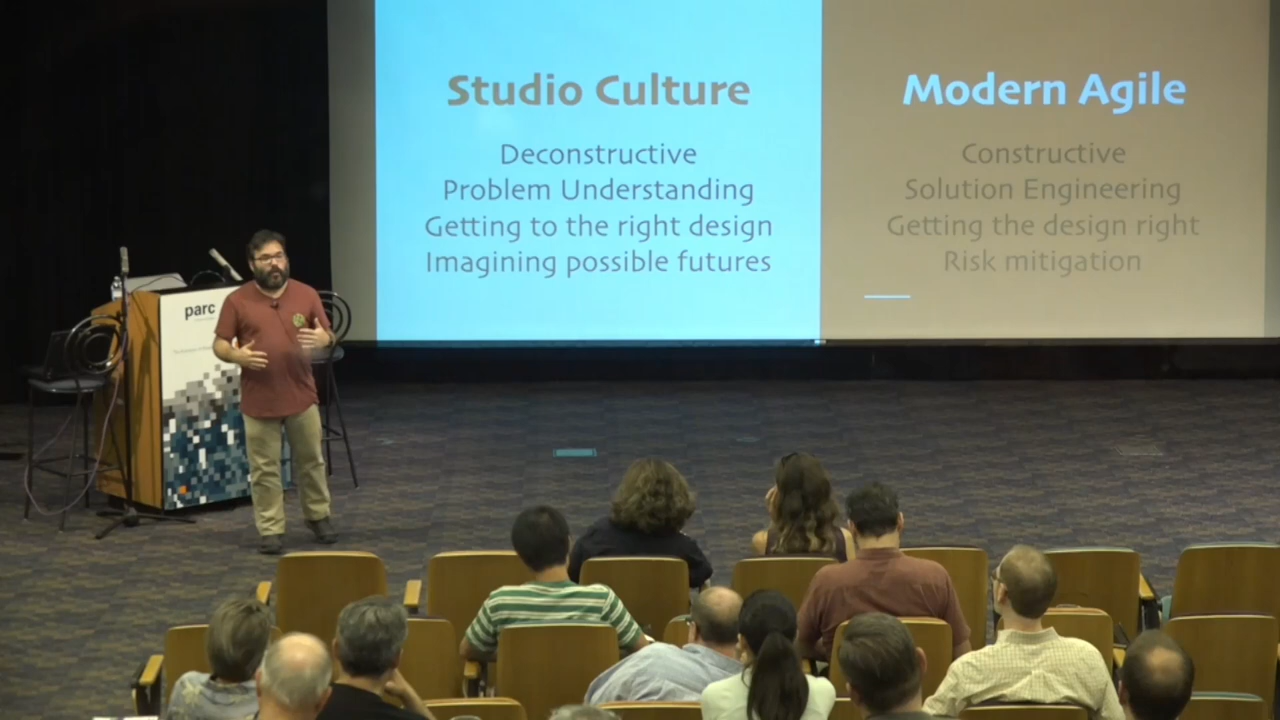 Studio Culture
Deconstructive
Problem Understanding
Getting to the right design
Imagining possible futures
Modern Agile
Constructive
Solution Engineering
Getting the design right
Risk mitigation
parc